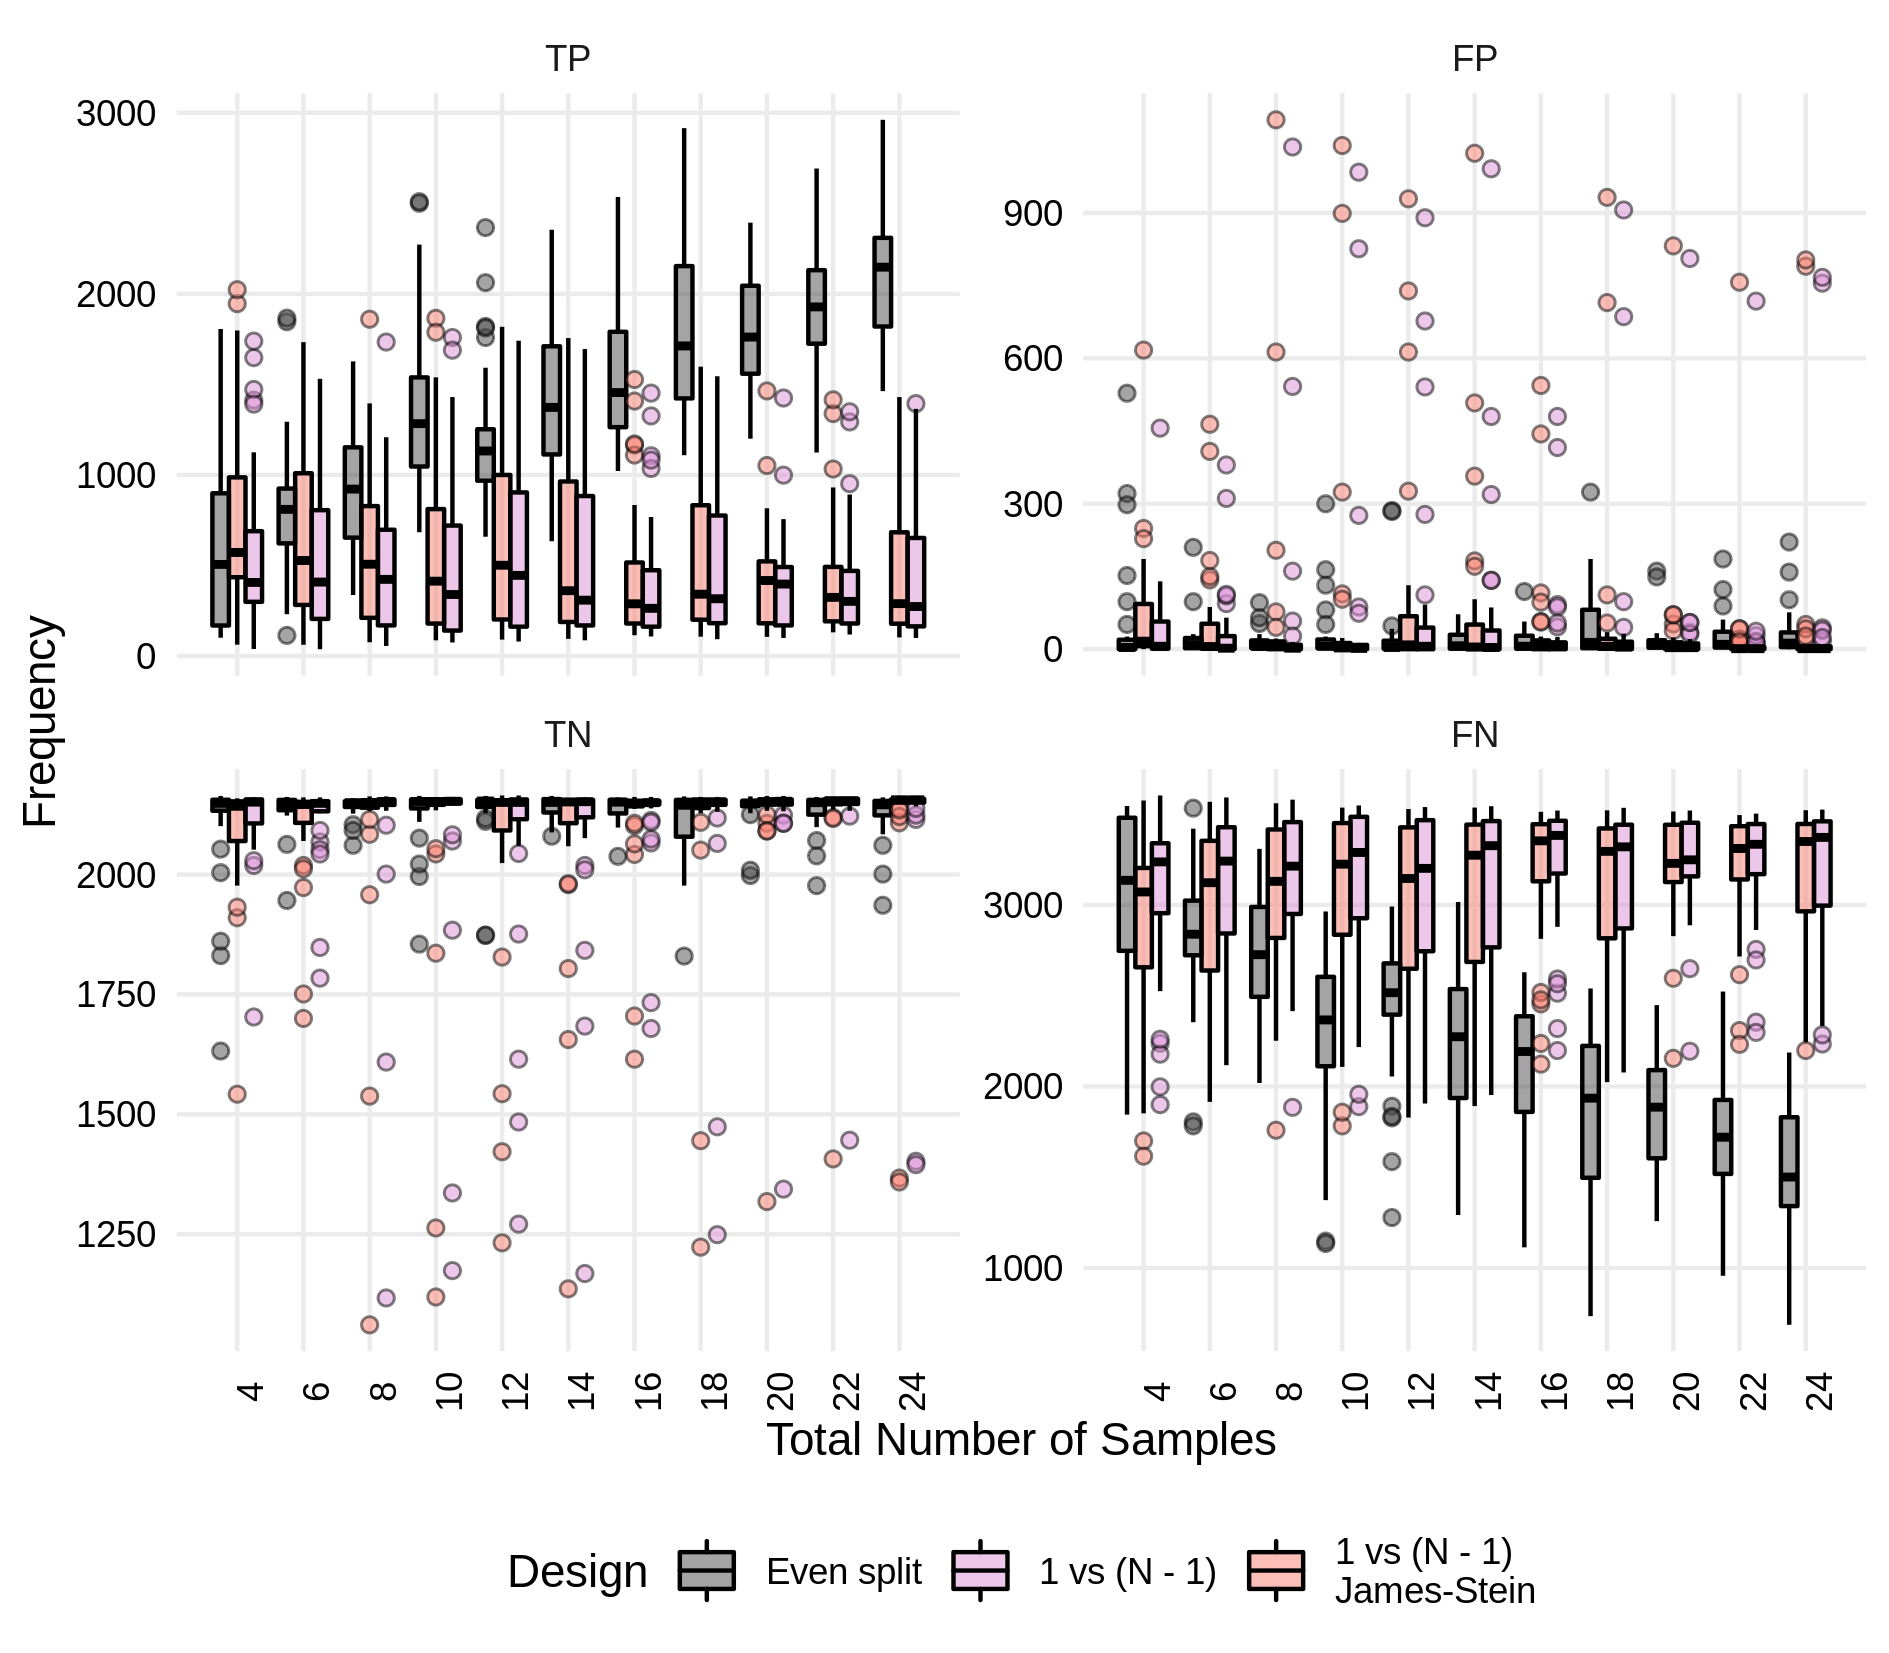 TP
FP
3000
2000
1000
0
900
600
300
0
Frequency
TN
FN
2000
1750
1500
1250
3000
2000
1000
4 6 8 10 12 14 16 18 20 22 24
4 6 8 10 12 14 16 18 20 22 24
Total Number of Samples
Design Even split 1 vs (N - 1) 1 vs (N - 1)
James-Stein